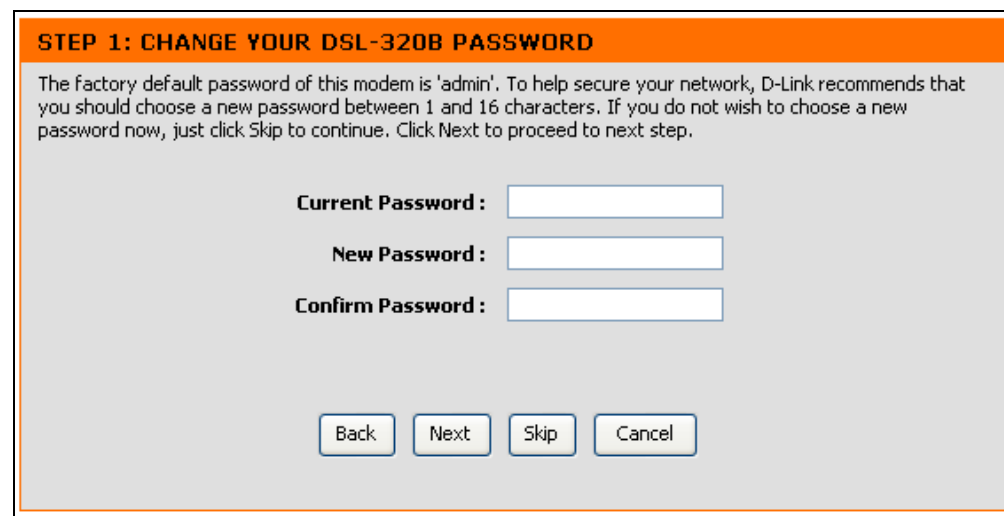 STEP 1: CHANGE YOUR DSL-320B PASSWORD
The factory default password of this modem is 'admin'. To help secure your network, D-Link recommends that
you should choose a new password between 1 and 16 characters. If you do not wish to choose a new
password now, just click Skip to continue. Click Next to proceed to next step.
Current Password :
New Password :
Confirm Password :
Back Next Skip Cancel